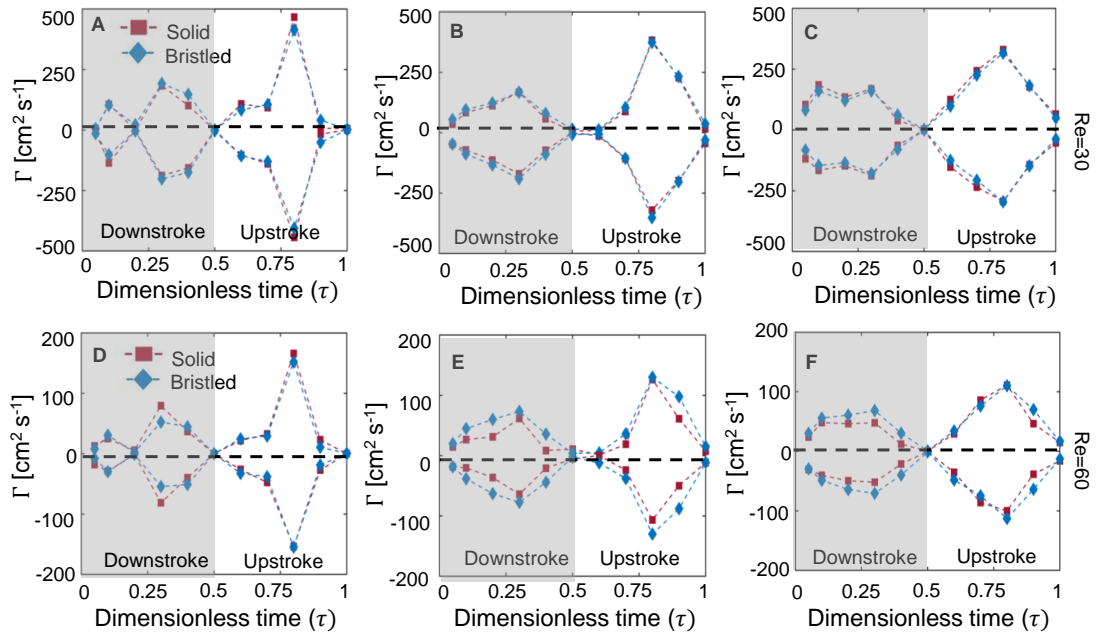 A
Solid
Bristled
500
250
0
-250
-500
Γ [cm² s⁻¹]
Downstroke
Upstroke
0
0.25
0.5
0.75
1
Dimensionless time (τ)
B
500
250
0
-250
-500
Γ [cm² s⁻¹]
Downstroke
Upstroke
0
0.25
0.5
0.75
1
Dimensionless time (τ)
C
500
250
0
-250
-500
Γ [cm² s⁻¹]
Downstroke
Upstroke
0
0.25
0.5
0.75
1
Dimensionless time (τ)
Re=30
D
Solid
Bristled
200
100
0
-100
-200
Γ [cm² s⁻¹]
Downstroke
Upstroke
0
0.25
0.5
0.75
1
Dimensionless time (τ)
E
200
100
0
-100
-200
Γ [cm² s⁻¹]
Downstroke
Upstroke
0
0.25
0.5
0.75
1
Dimensionless time (τ)
F
200
100
0
-100
-200
Γ [cm² s⁻¹]
Downstroke
Upstroke
0
0.25
0.5
0.75
1
Dimensionless time (τ)
Re=60